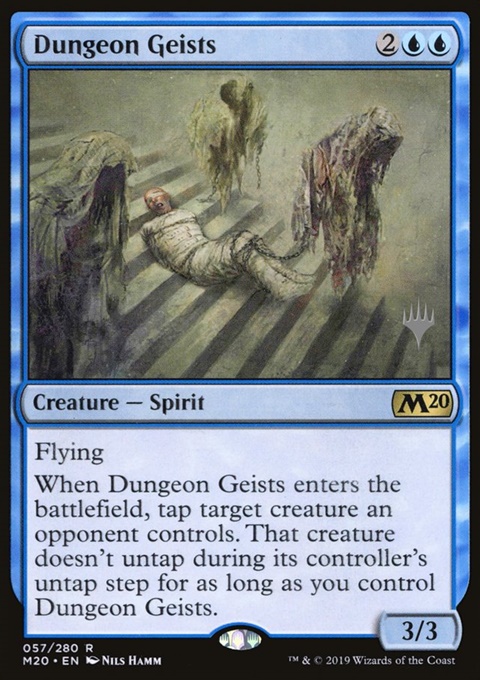 Dungeon Geists 2
Creature — Spirit M20
Flying
When Dungeon Geists enters the
battlefield, tap target creature an
opponent controls. That creature
doesn't untap during its controller's
untap step for as long as you control
Dungeon Geists.
3/3
057/280 R
M20 • EN Nils Hamm ™ & © 2019 Wizards of the Coast